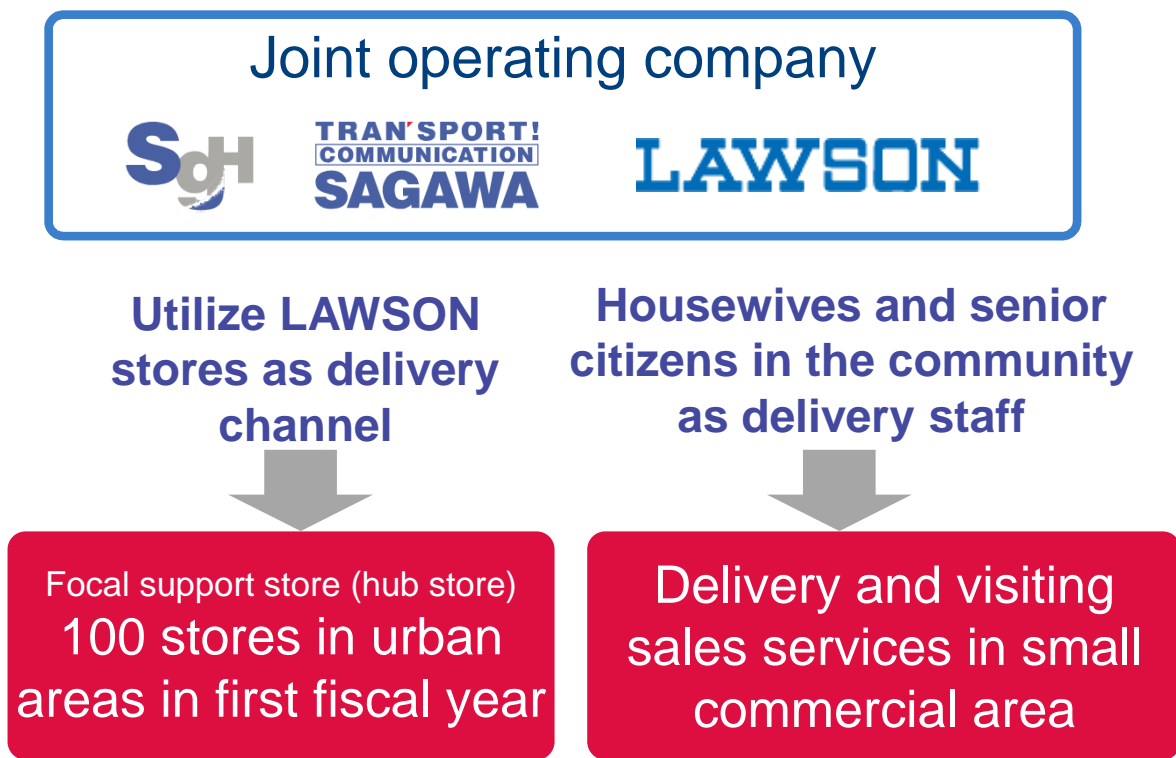 Joint operating company
SgH
TRAN'SPORT!
COMMUNICATION
SAGAWA
LAWSON
Utilize LAWSON
stores as delivery
channel
Housewives and senior
citizens in the community
as delivery staff
Focal support store (hub store)
100 stores in urban
areas in first fiscal year
Delivery and visiting
sales services in small
commercial area